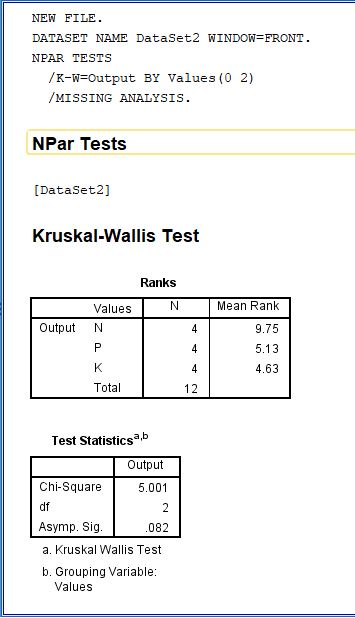 NEW FILE.
DATASET NAME DataSet2 WINDOW=FRONT.
NPAR TESTS
/K-W=Output BY Values(0 2)
/MISSING ANALYSIS.
NPar Tests
[DataSet2]
Kruskal-Wallis Test
Ranks
Values N Mean Rank
Output N 4 9.75
P 4 5.13
K 4 4.63
Total 12
Test Statistics^a,b
Output
Chi-Square 5.001
df 2
Asymp. Sig. .082
a. Kruskal Wallis Test
b. Grouping Variable:
Values